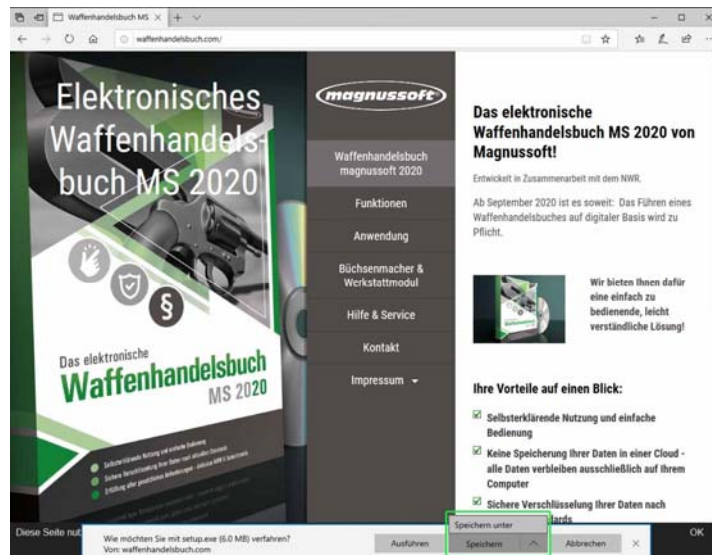 Waffenhandelsbuch MS
waffenhandelsbuch.com/
Elektronisches
Waffenhandels-
buch MS 2020
§
Das elektronische
Waffenhandelsbuch
MS 2020
Selbsterklärende Nutzung und einfache Bedienung
magnussoft
Waffenhandelsbuch
magnussoft 2020
Funktionen
Anwendung
Büchsenmacher &
Werkstattmodul
Hilfe & Service
Kontakt
Impressum
Das elektronische
Waffenhandelsbuch MS 2020 von
Magnussoft!
Entwickelt in Zusammenarbeit mit dem NWR.
Ab September 2020 ist es soweit: Das Führen eines
Waffenhandelsbuches auf digitaler Basis wird zu
Pflicht.
Wir bieten Ihnen dafür
eine einfach zu
bedienende, leicht
verständliche Lösung!
Ihre Vorteile auf einen Blick:
Selbsterklärende Nutzung und einfache
Bedienung
Keine Speicherung Ihrer Daten in einer Cloud -
alle Daten verbleiben ausschließlich auf Ihrem
Computer
Sichere Verschlüsselung Ihrer Daten nach
Diese Seite nut
OK
Wie möchten Sie mit setup.exe (6.0 MB) verfahren?
Von: waffenhandelsbuch.com
Ausführen
Speichern unter
Speichern
Abbrechen